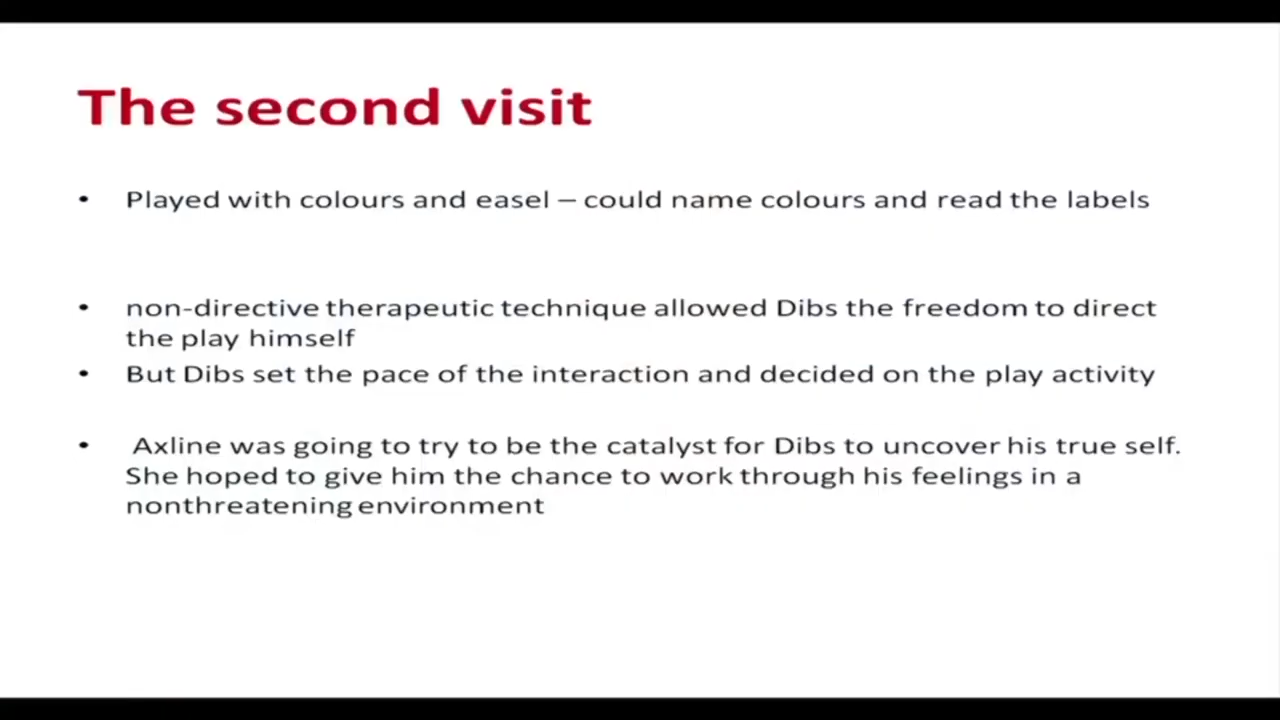 The second visit
• Played with colours and easel – could name colours and read the labels
• non-directive therapeutic technique allowed Dibs the freedom to direct
the play himself
• But Dibs set the pace of the interaction and decided on the play activity
• Axline was going to try to be the catalyst for Dibs to uncover his true self.
She hoped to give him the chance to work through his feelings in a
nonthreatening environment